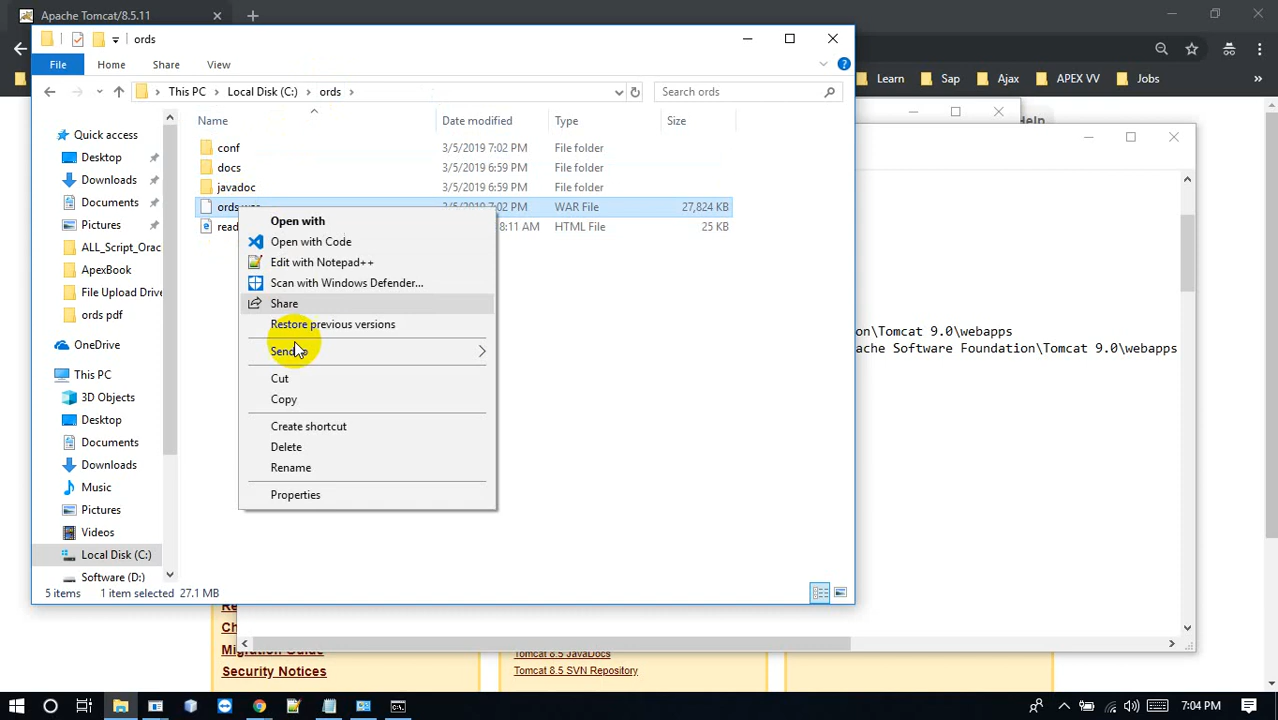 Apache Tomcat/8.5.11
ords
File
Home
Share
View
This PC
Local Disk (C:)
ords
Search ords
Learn
Sap
Ajax
APEX VV
Jobs
Help
Name
Date modified
Type
Size
Quick access
Desktop
Downloads
Documents
Pictures
ALL_Script_Orac
ApexBook
File Upload Drive
ords pdf
OneDrive
This PC
3D Objects
Desktop
Documents
Downloads
Music
Pictures
Videos
Local Disk (C:)
Software (D:)
conf
3/5/2019 7:02 PM
File folder
docs
3/5/2019 6:59 PM
File folder
javadoc
3/5/2019 6:59 PM
File folder
3/5/2019 7:02 PM
WAR File
27,824 KB
8:11 AM
HTML File
25 KB
Open with
Open with Code
Edit with Notepad++
Scan with Windows Defender...
Share
Restore previous versions
Cut
Copy
Create shortcut
Delete
Rename
Properties
5 items
1 item selected 27.1 MB
on\Tomcat 9.0\webapps
ache Software Foundation\Tomcat 9.0\webapps
Migration Guide
Security Notices
Tomcat 8.5 JavaDocs
Tomcat 8.5 SVN Repository
7:04 PM